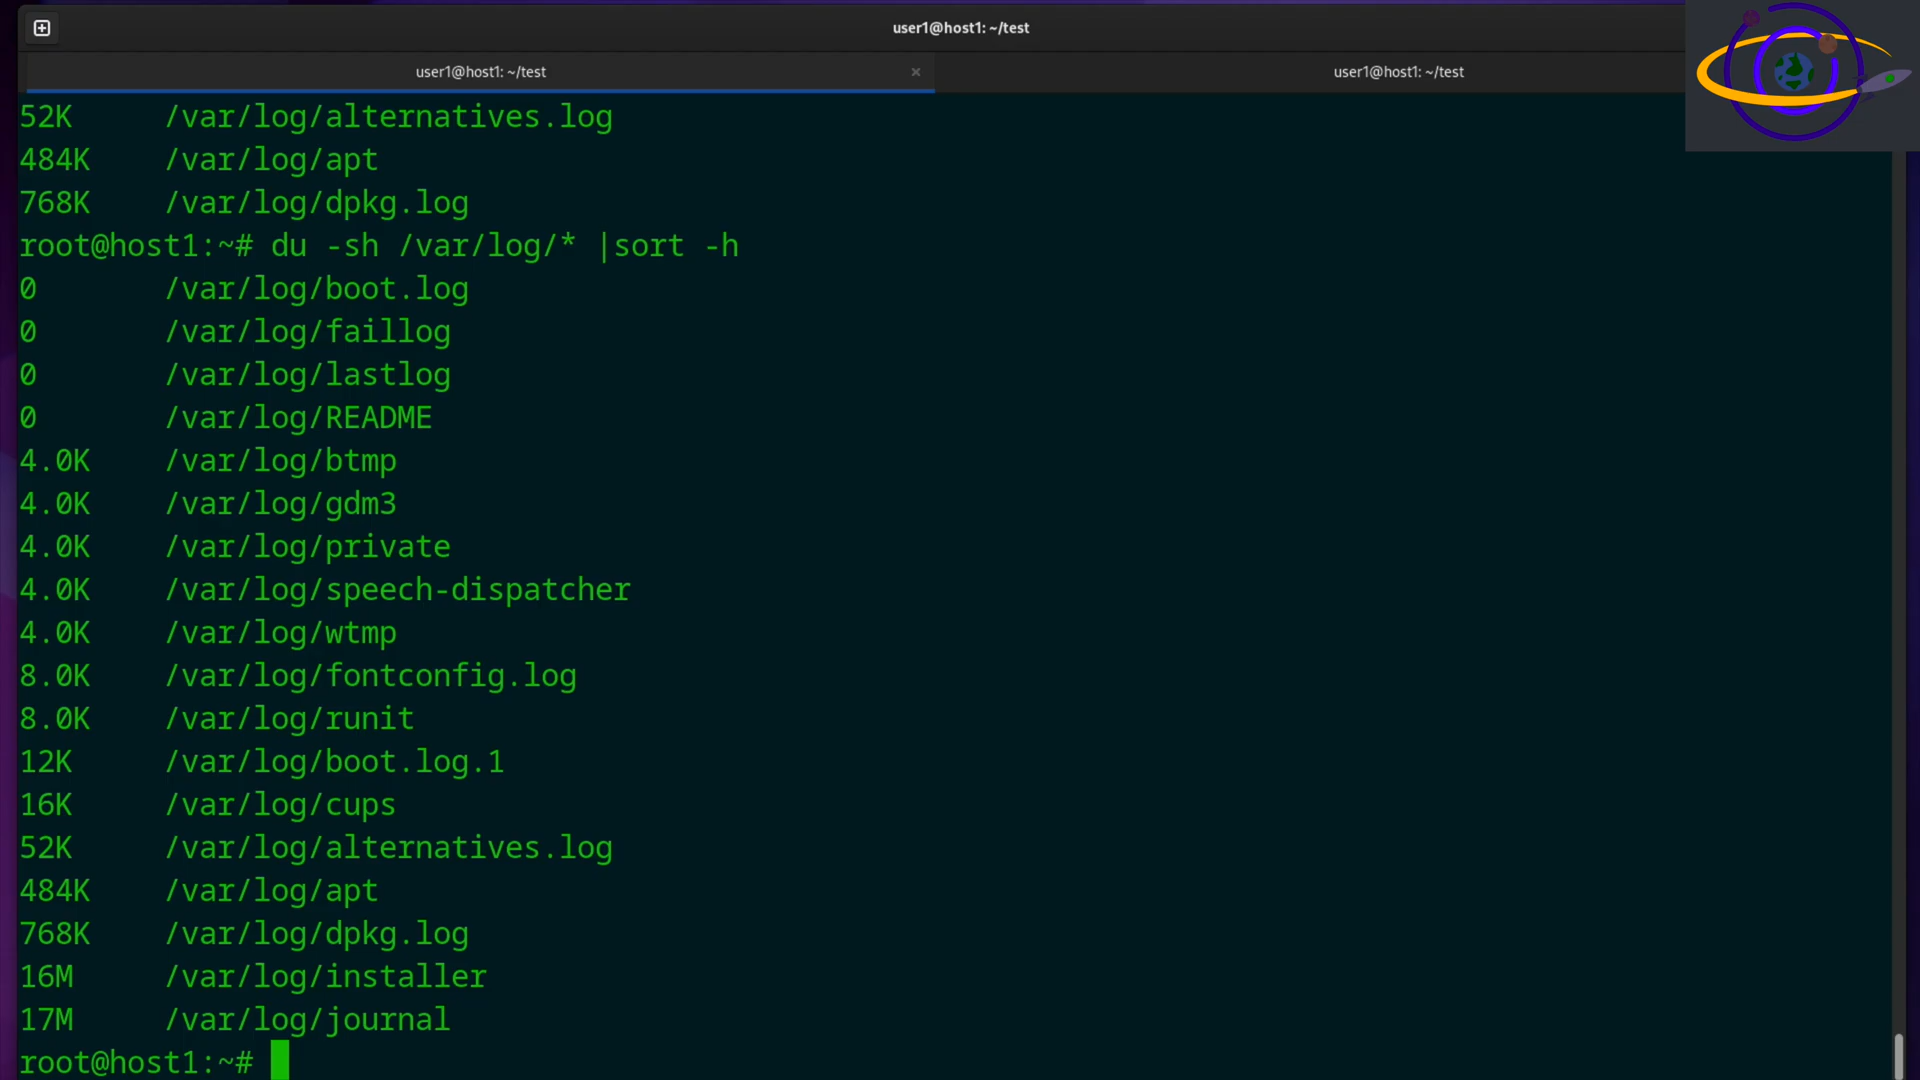 user1@host1: ~/test
user1@host1: ~/test
user1@host1: ~/test
52K /var/log/alternatives.log
484K /var/log/apt
768K /var/log/dpkg.log
root@host1:~# du -sh /var/log/* |sort -h
0 /var/log/boot.log
0 /var/log/faillog
0 /var/log/lastlog
0 /var/log/README
4.0K /var/log/btmp
4.0K /var/log/gdm3
4.0K /var/log/private
4.0K /var/log/speech-dispatcher
4.0K /var/log/wtmp
8.0K /var/log/fontconfig.log
8.0K /var/log/runit
12K /var/log/boot.log.1
16K /var/log/cups
52K /var/log/alternatives.log
484K /var/log/apt
768K /var/log/dpkg.log
16M /var/log/installer
17M /var/log/journal
root@host1:~#